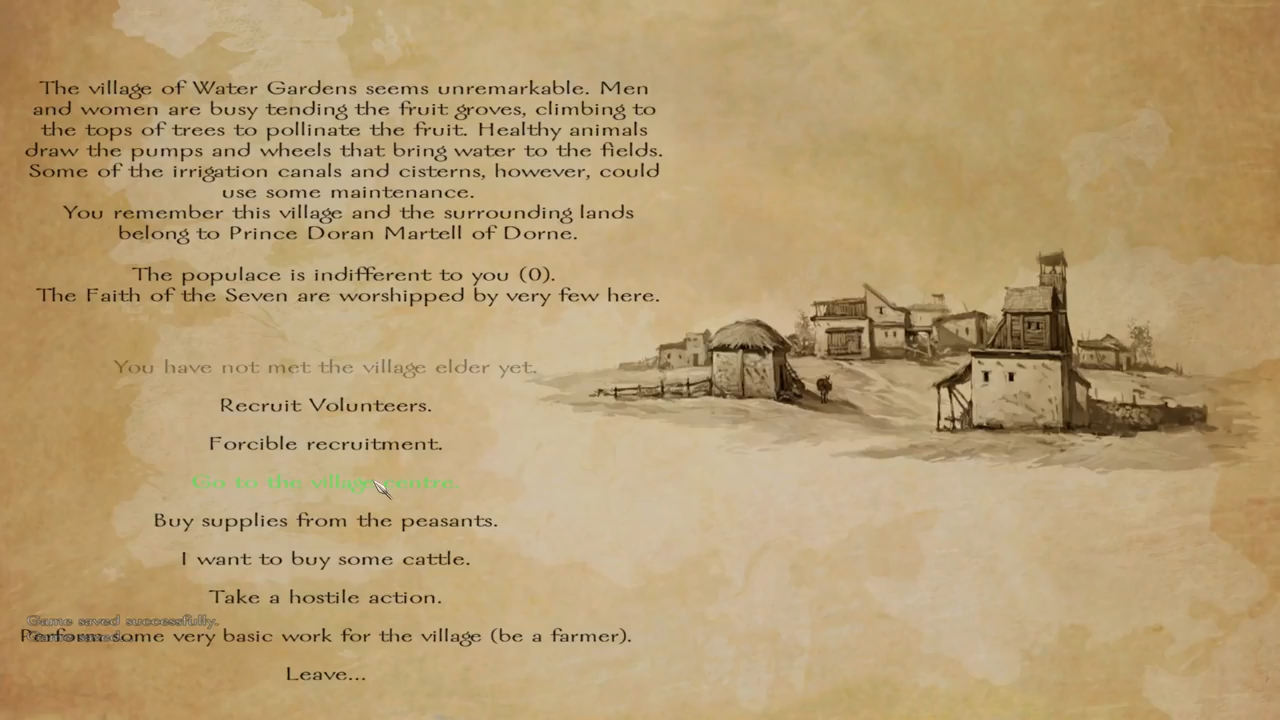 The village of Water Gardens seems unremarkable. Men
and women are busy tending the fruit groves, climbing to
the tops of trees to pollinate the fruit. Healthy animals
draw the pumps and wheels that bring water to the fields.
Some of the irrigation canals and cisterns, however, could
use some maintenance.
You remember this village and the surrounding lands
belong to Prince Doran Martell of Dorne.
The populace is indifferent to you (0).
The Faith of the Seven are worshipped by very few here.
You have not met the village elder yet.
Recruit Volunteers.
Forcible recruitment.
Go to the village centre.
Buy supplies from the peasants.
I want to buy some cattle.
Take a hostile action.
Game saved successfully.
Perform some very basic work for the village (be a farmer).
Leave...